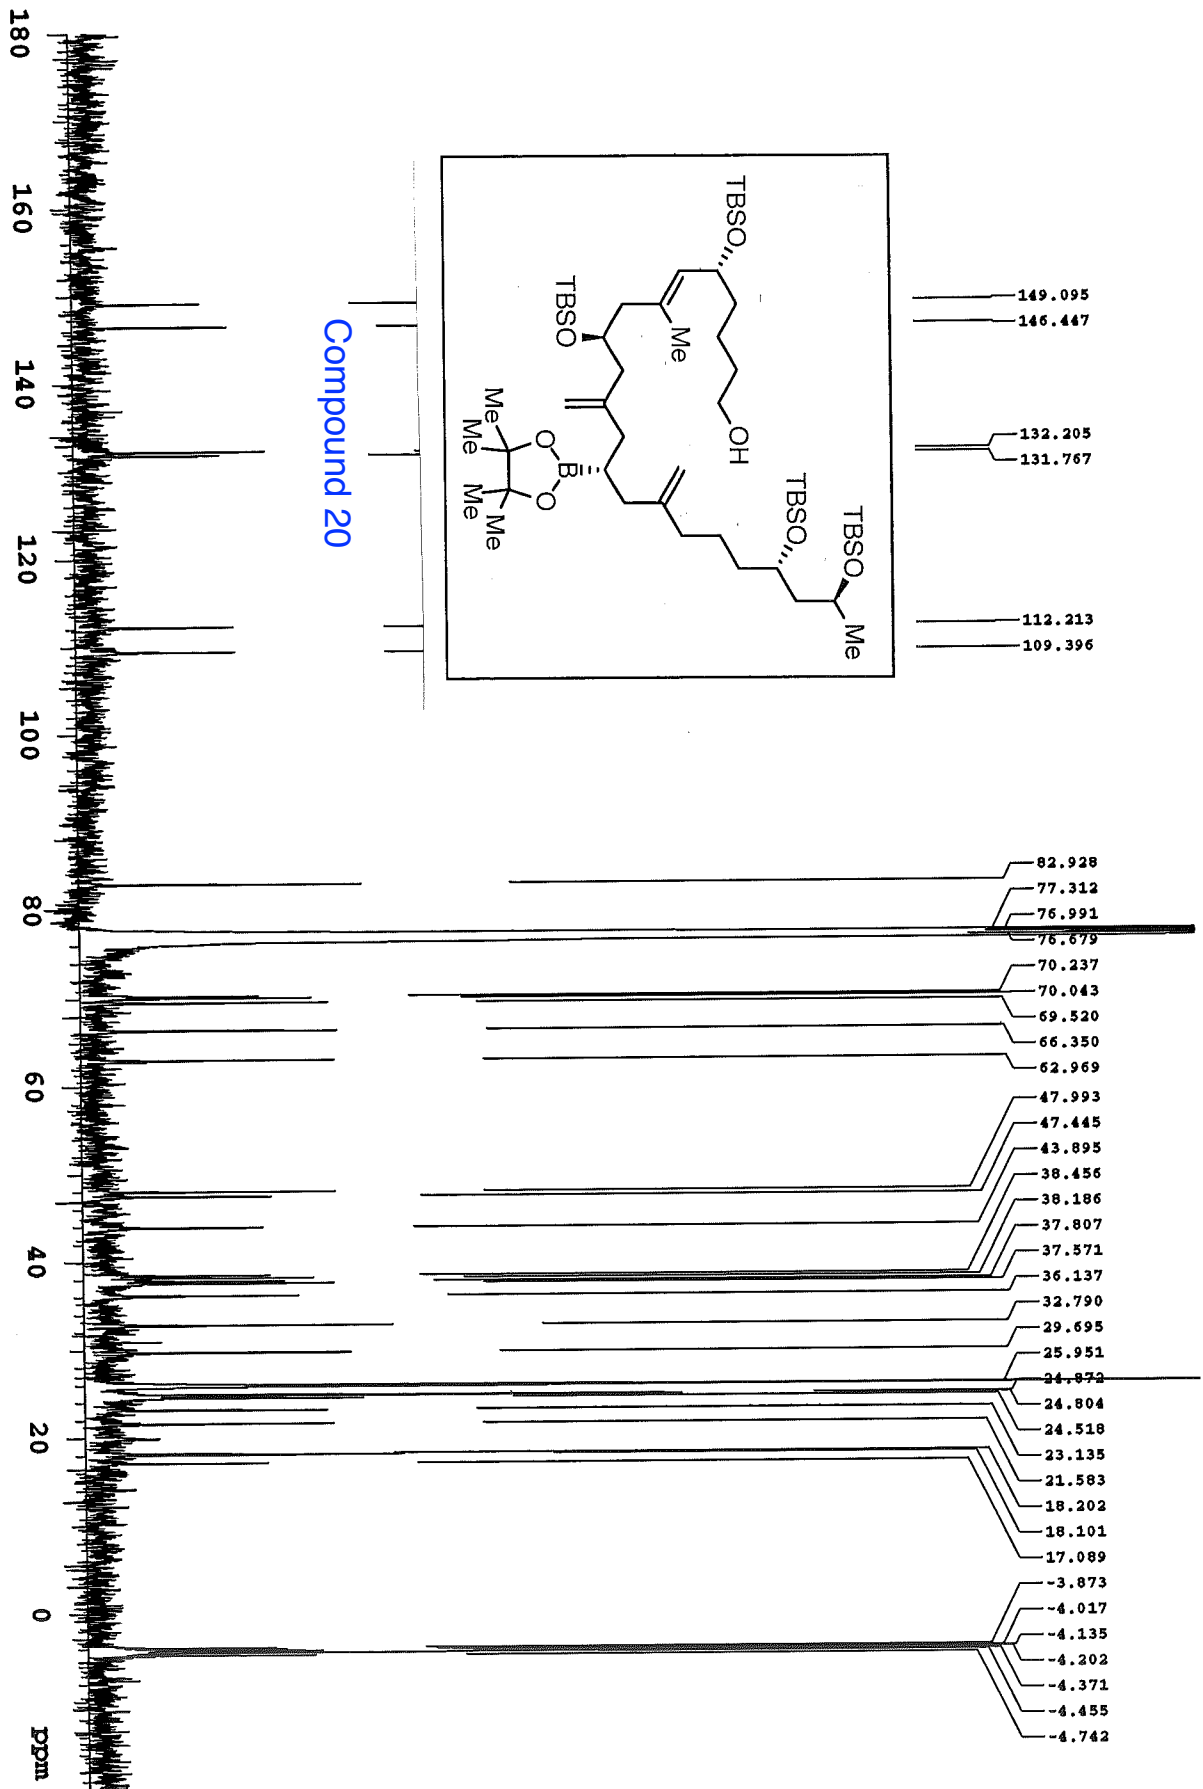 149.095
146.447
132.205
131.767
112.213
109.396
82.928
77.312
76.991
76.679
70.237
70.043
69.520
66.350
62.969
47.993
47.445
43.895
38.456
38.186
37.807
37.571
36.137
32.790
29.695
25.951
24.872
24.804
24.518
23.135
21.583
18.202
18.101
17.089
-3.873
-4.017
-4.135
-4.202
-4.371
-4.455
-4.742
TBSO
TBSO
Me
OH
TBSO
TBSO
Me
O
B
O
Me
Me
Me
Me
Compound 20
180 160 140 120 100 80 60 40 20 0 ppm